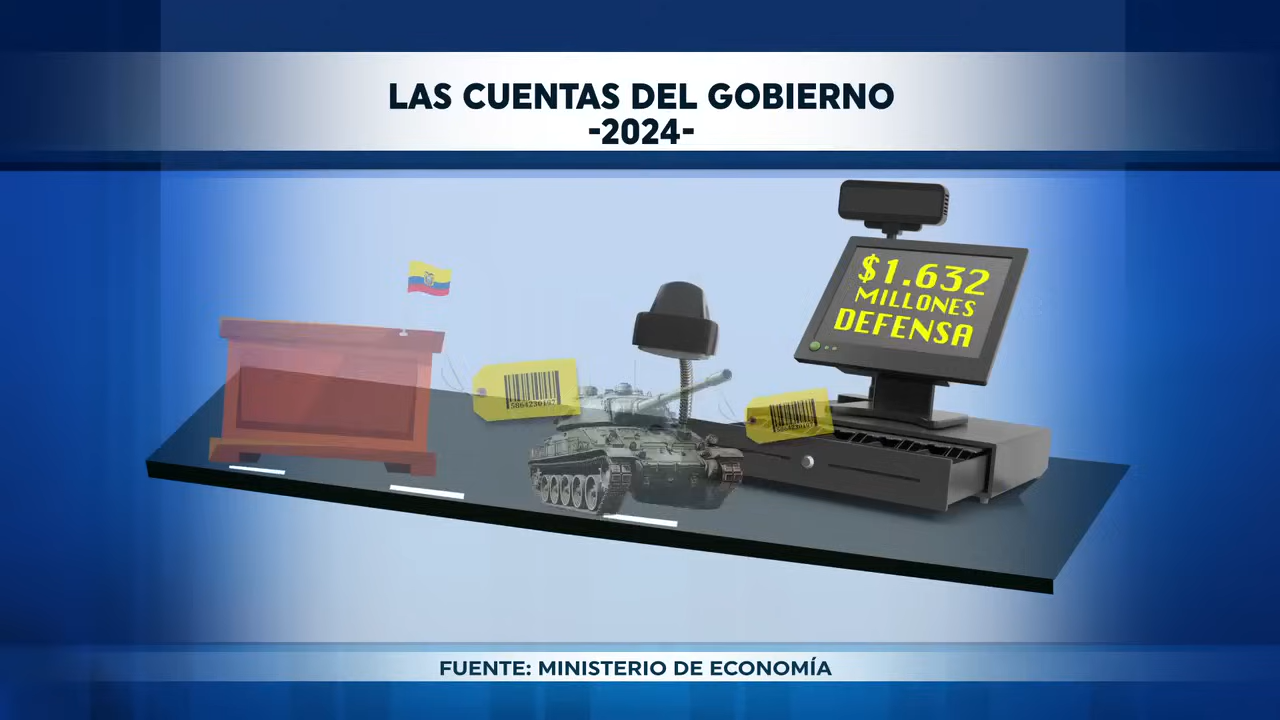 LAS CUENTAS DEL GOBIERNO
-2024-
$1.632
MILLONES
DEFENSA
FUENTE: MINISTERIO DE ECONOMÍA